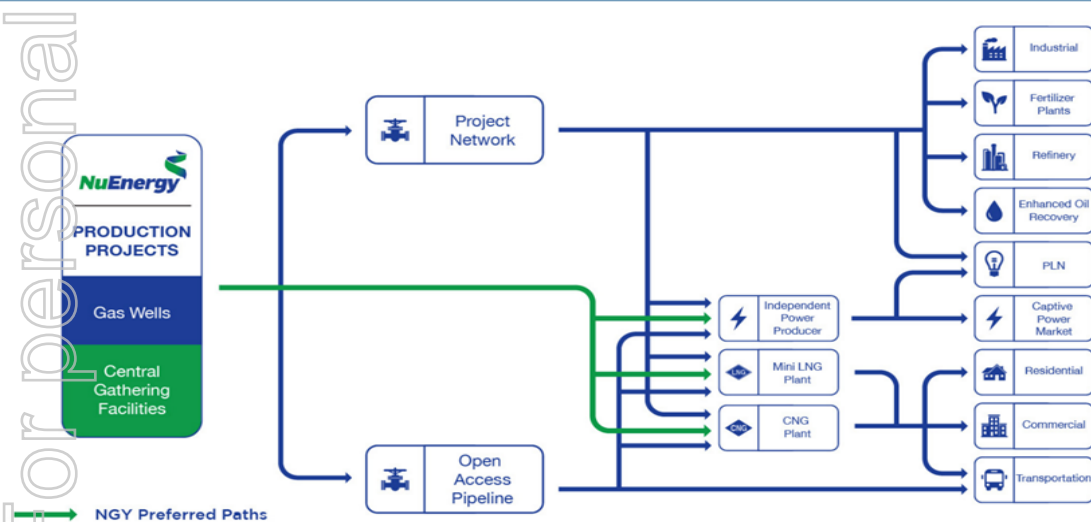 For personal
NuEnergy
PRODUCTION
PROJECTS
Gas Wells
Central
Gathering
Facilities
Project
Network
Open
Access
Pipeline
Independent
Power
Producer
LNG
Mini LNG
Plant
CNG
CNG
Plant
Industrial
Fertilizer
Plants
Refinery
Enhanced Oil
Recovery
PLN
Captive
Power
Market
Residential
Commercial
Transportation
NGY Preferred Paths